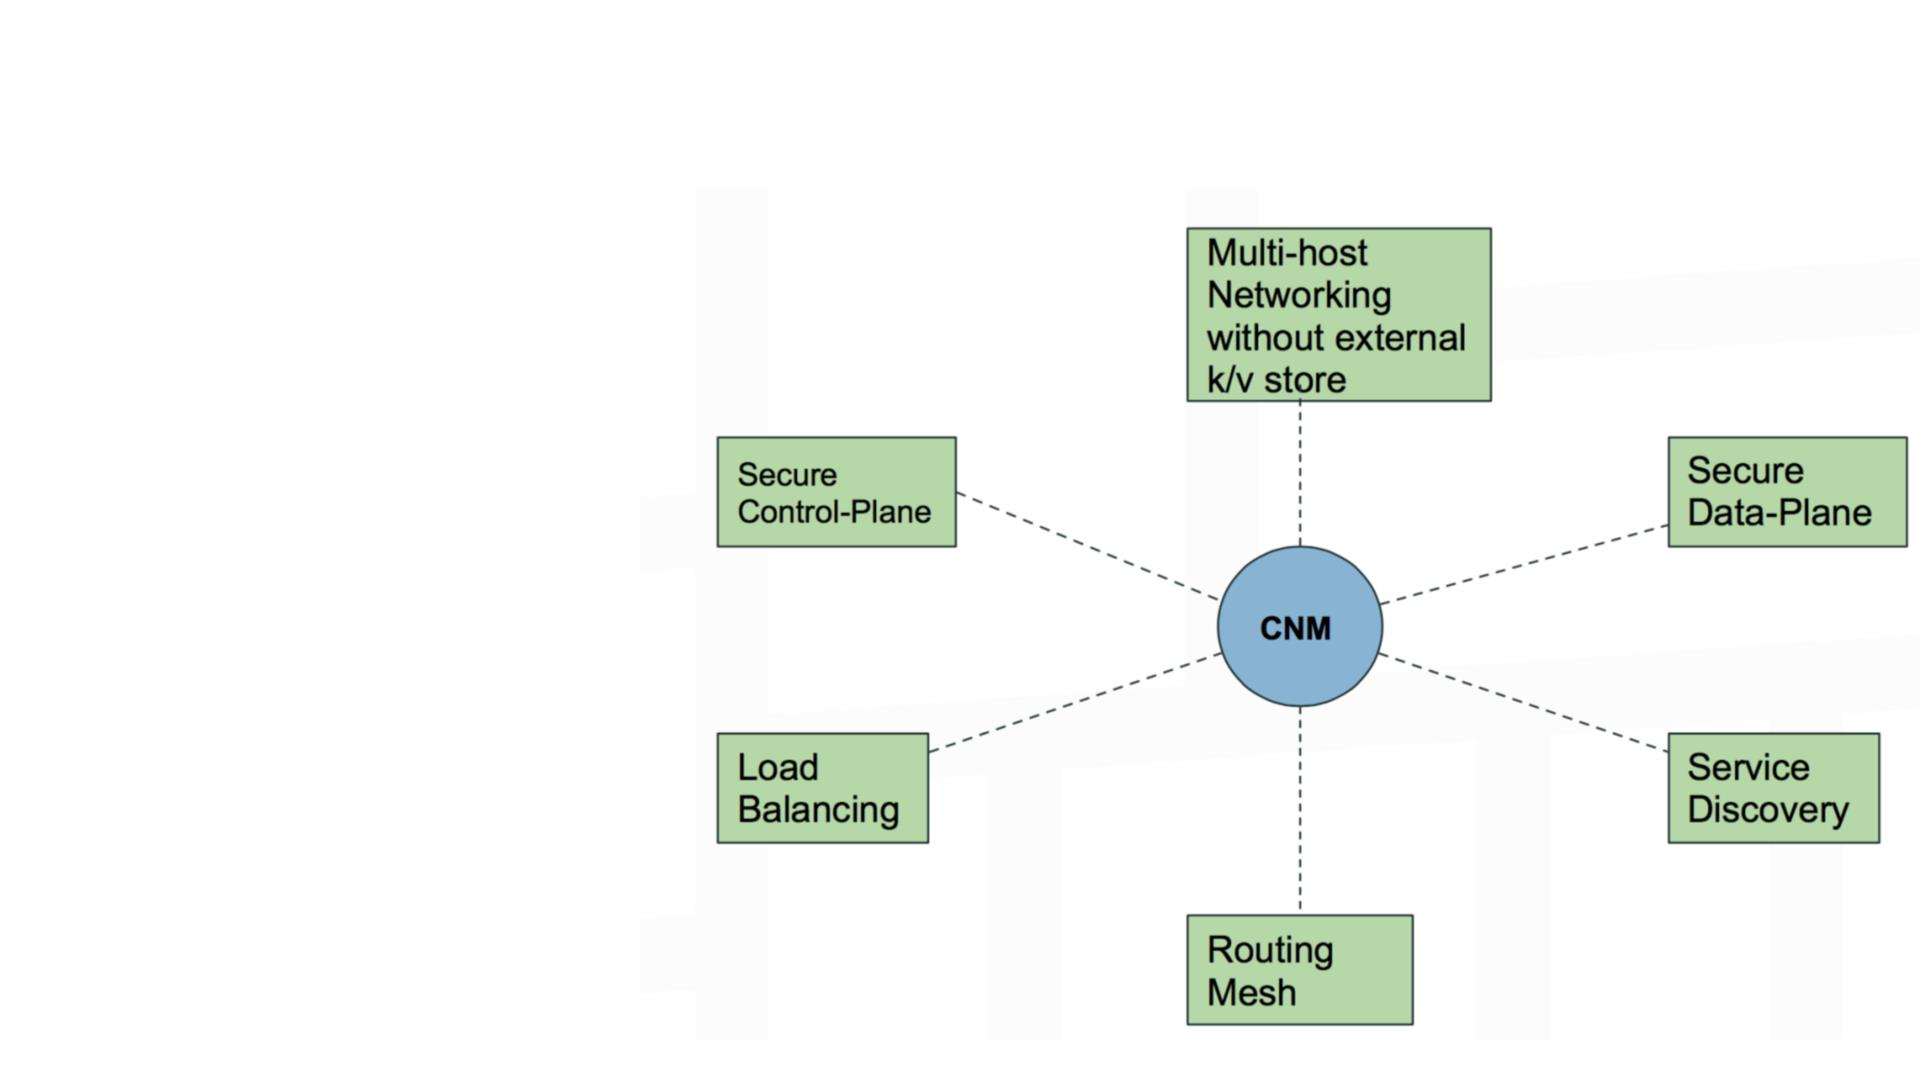 Multi-host
Networking
without external
k/v store
Secure
Control-Plane
Secure
Data-Plane
CNM
Load
Balancing
Service
Discovery
Routing
Mesh